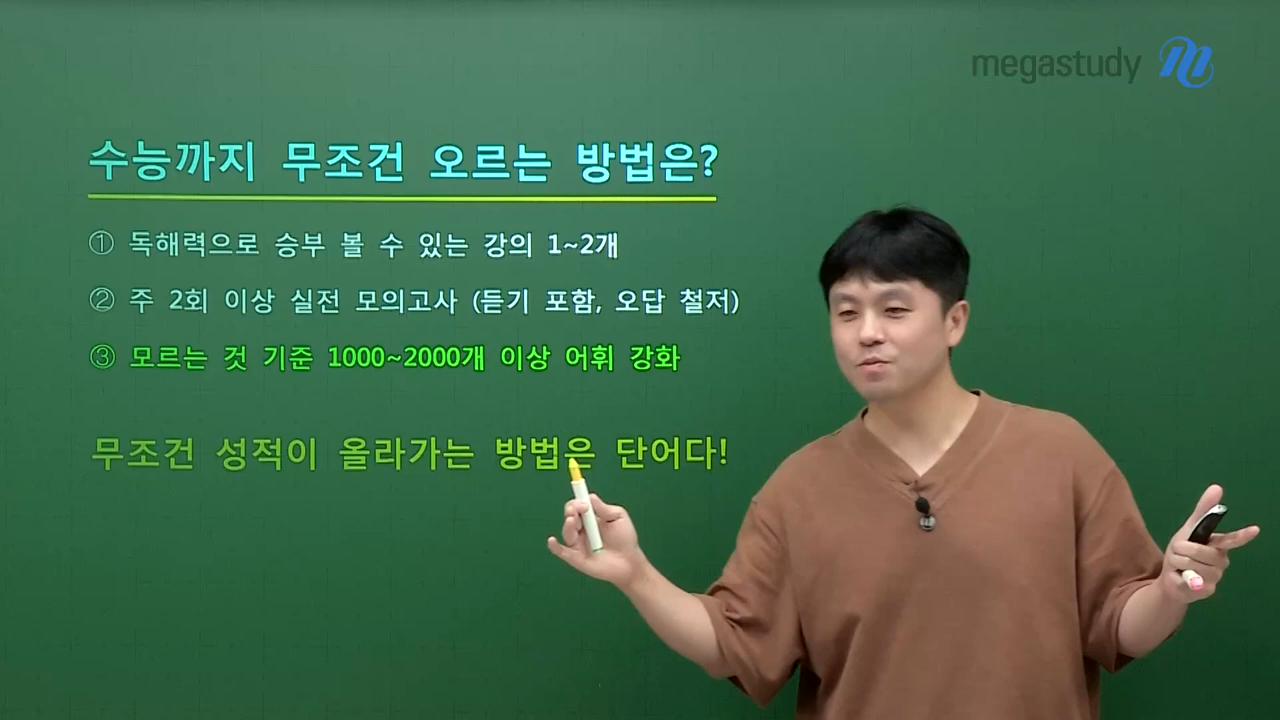 megastudy
수능까지 무조건 오르는 방법은?
① 독해력으로 승부 볼 수 있는 강의 1~2개
② 주 2회 이상 실전 모의고사 (듣기 포함, 오답 철저)
③ 모르는 것 기준 1000~2000개 이상 어휘 강화
무조건 성적이 올라가는 방법은 단어다!